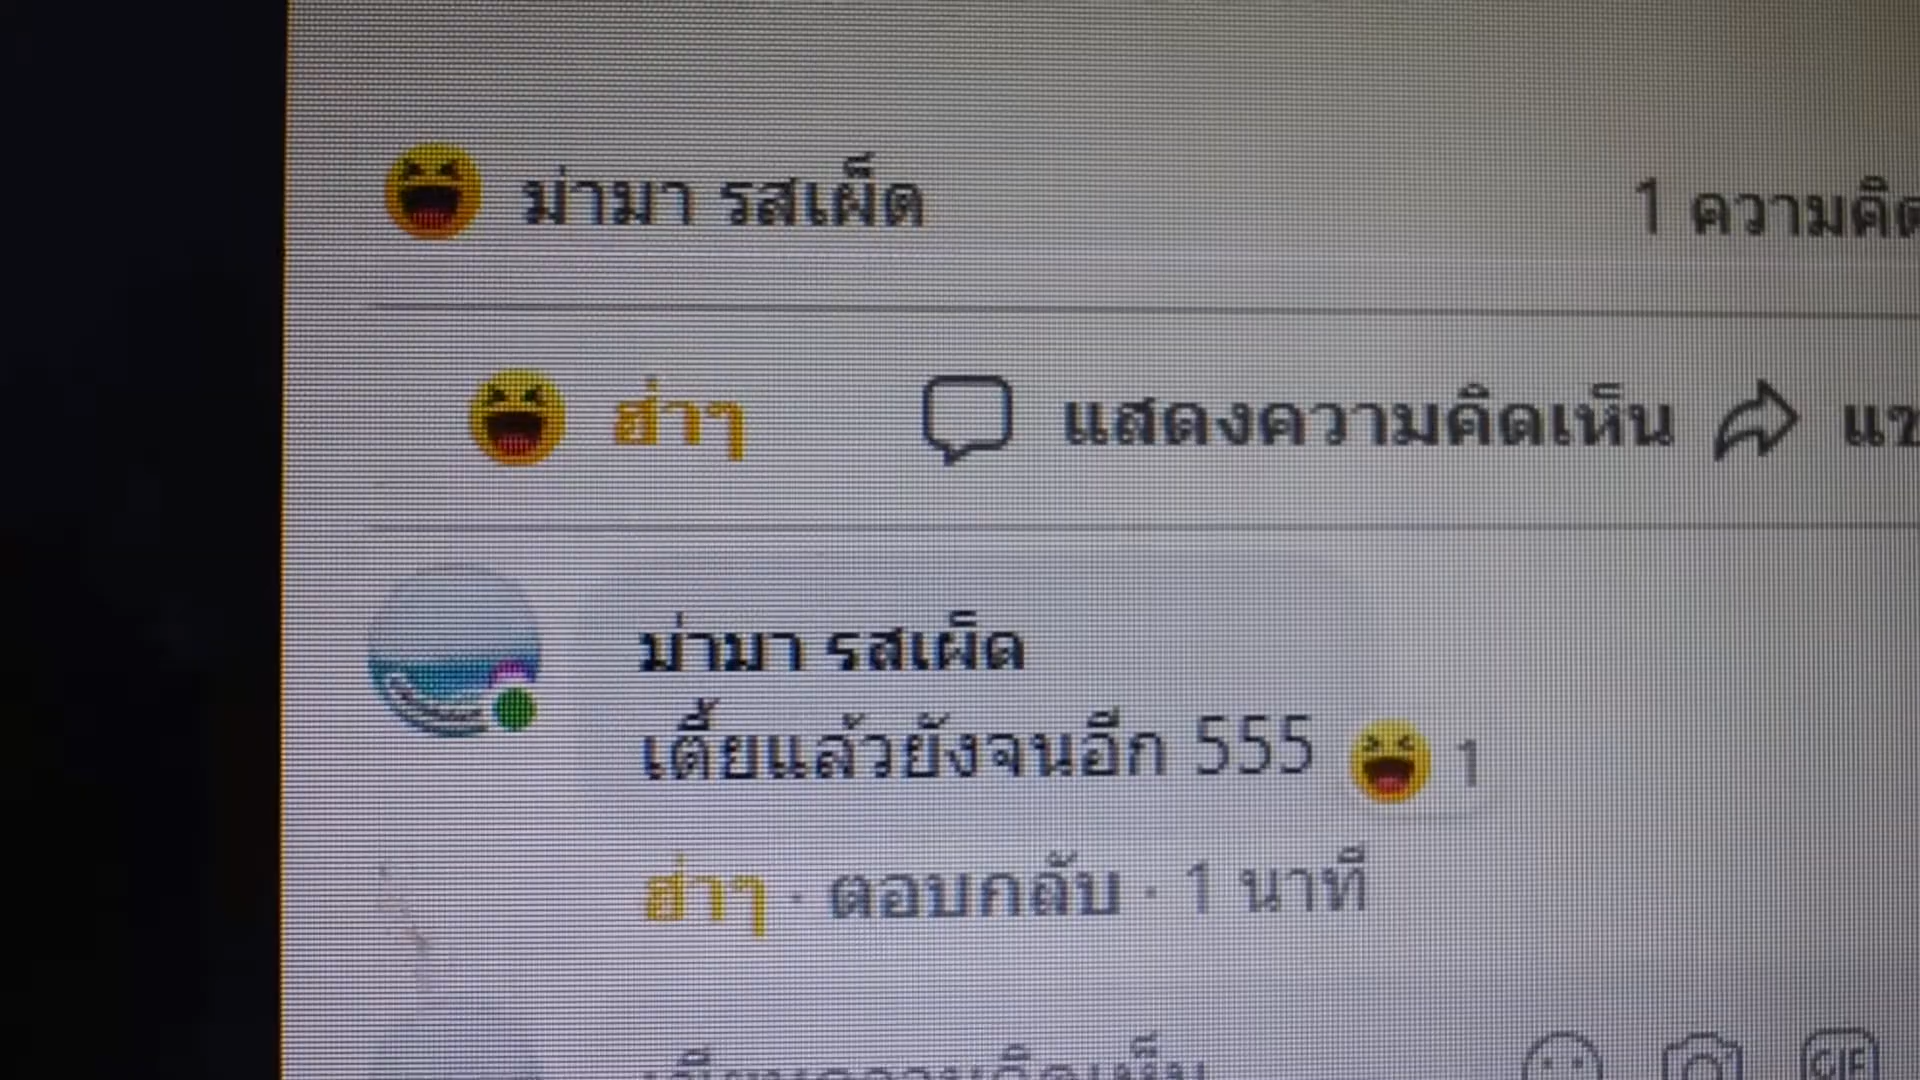 ม่ามา รสเผ็ด
1 ความคิด
ฮ่าๆ
แสดงความคิดเห็น
ม่ามา รสเผ็ด
เตี้ยแล้วยังจนอีก 555
1
ฮ่าๆ · ตอบกลับ · 1 นาที
GIF